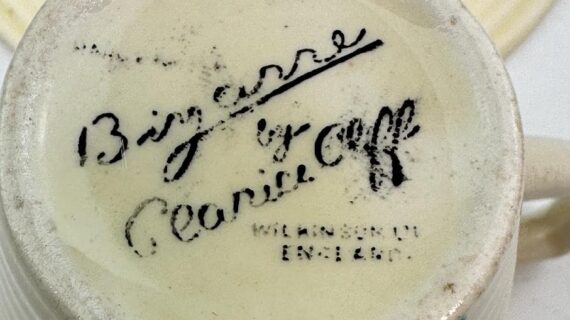 Bizarre
by
Clarice Cliff
WILKINSON LTD
ENGLAND.